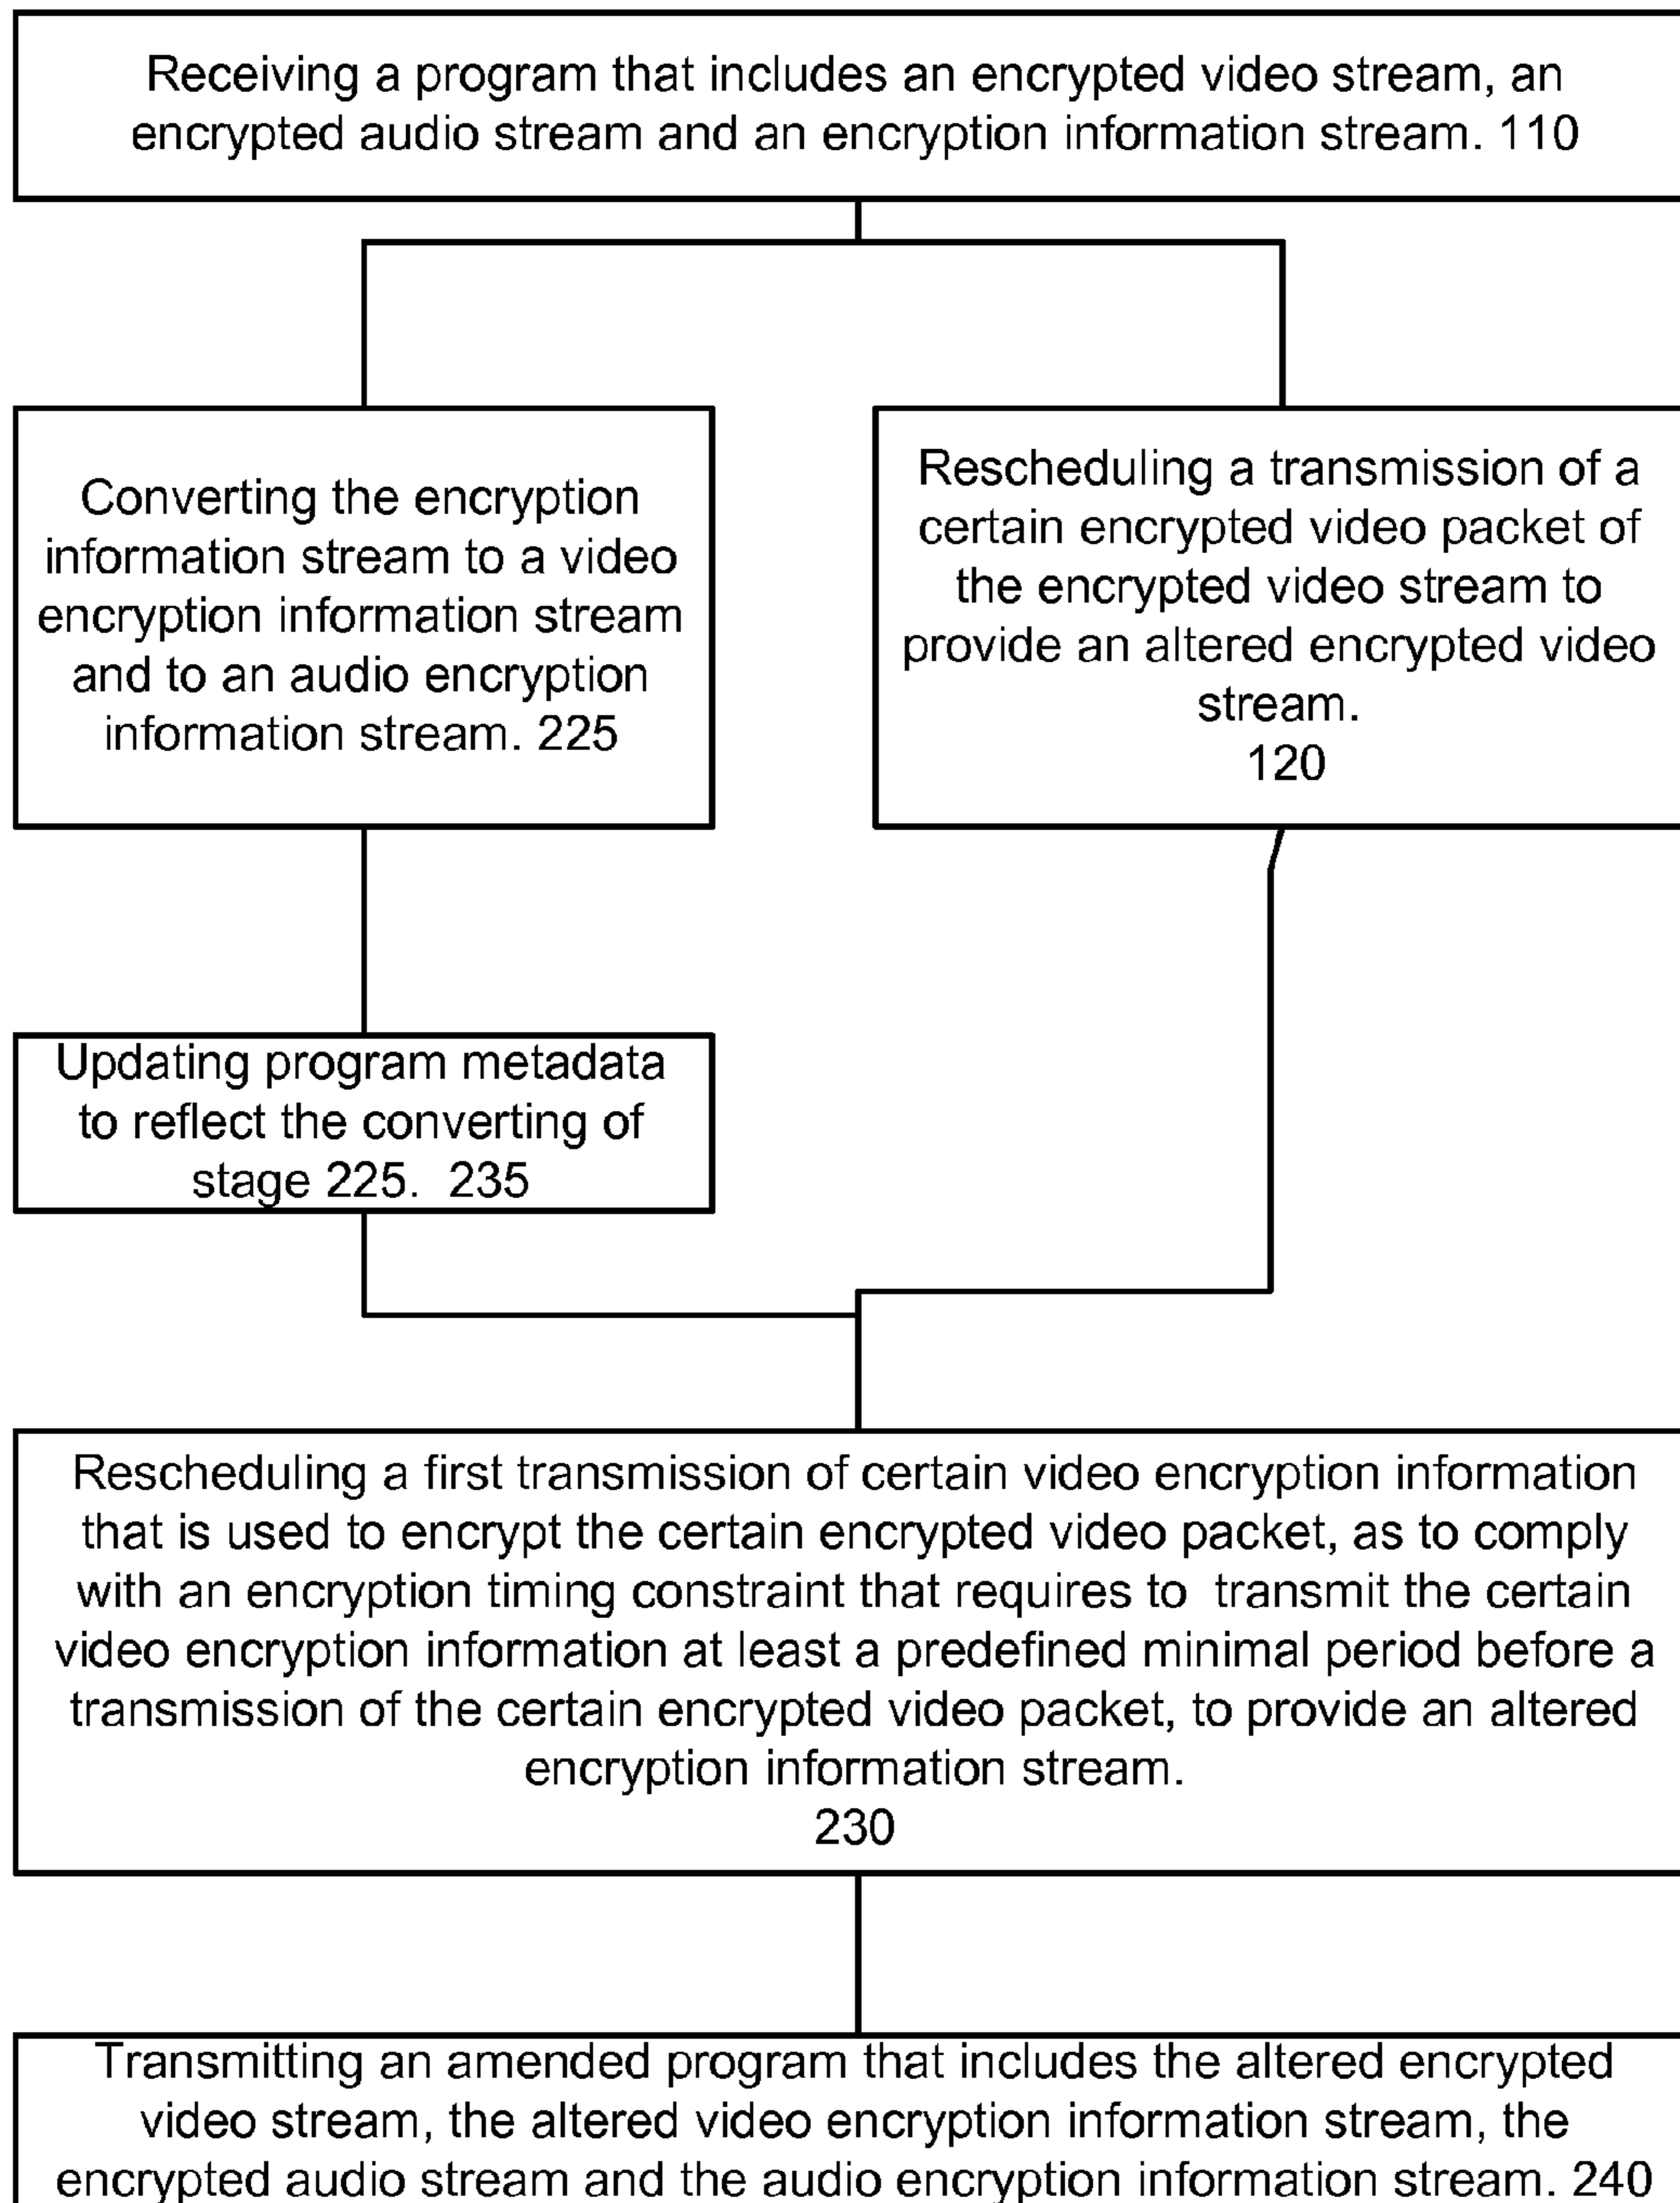 Receiving a program that includes an encrypted video stream, an
encrypted audio stream and an encryption information stream. 110
Converting the encryption
information stream to a video
encryption information stream
and to an audio encryption
information stream. 225
Rescheduling a transmission of a
certain encrypted video packet of
the encrypted video stream to
provide an altered encrypted video
stream.
120
Updating program metadata
to reflect the converting of
stage 225. 235
Rescheduling a first transmission of certain video encryption information
that is used to encrypt the certain encrypted video packet, as to comply
with an encryption timing constraint that requires to transmit the certain
video encryption information at least a predefined minimal period before a
transmission of the certain encrypted video packet, to provide an altered
encryption information stream.
230
Transmitting an amended program that includes the altered encrypted
video stream, the altered video encryption information stream, the
encrypted audio stream and the audio encryption information stream. 240